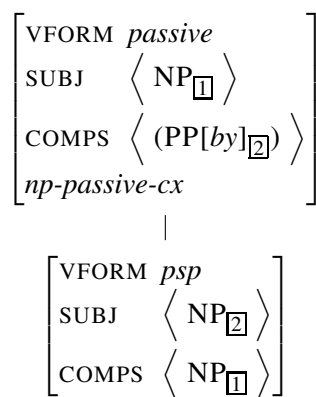 VFORM passive
SUBJ ⟨ NP1 ⟩
COMPS ⟨ (PP[by]2) ⟩
np-passive-cx
VFORM psp
SUBJ ⟨ NP2 ⟩
COMPS ⟨ NP1 ⟩